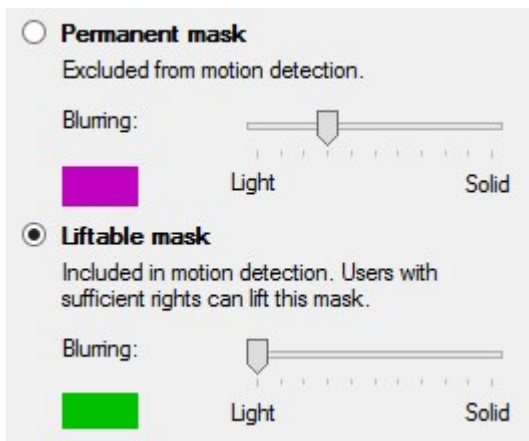 Permanent mask
Excluded from motion detection.
Blurring:
Light Solid
Liftable mask
Included in motion detection. Users with
sufficient rights can lift this mask.
Blurring:
Light Solid